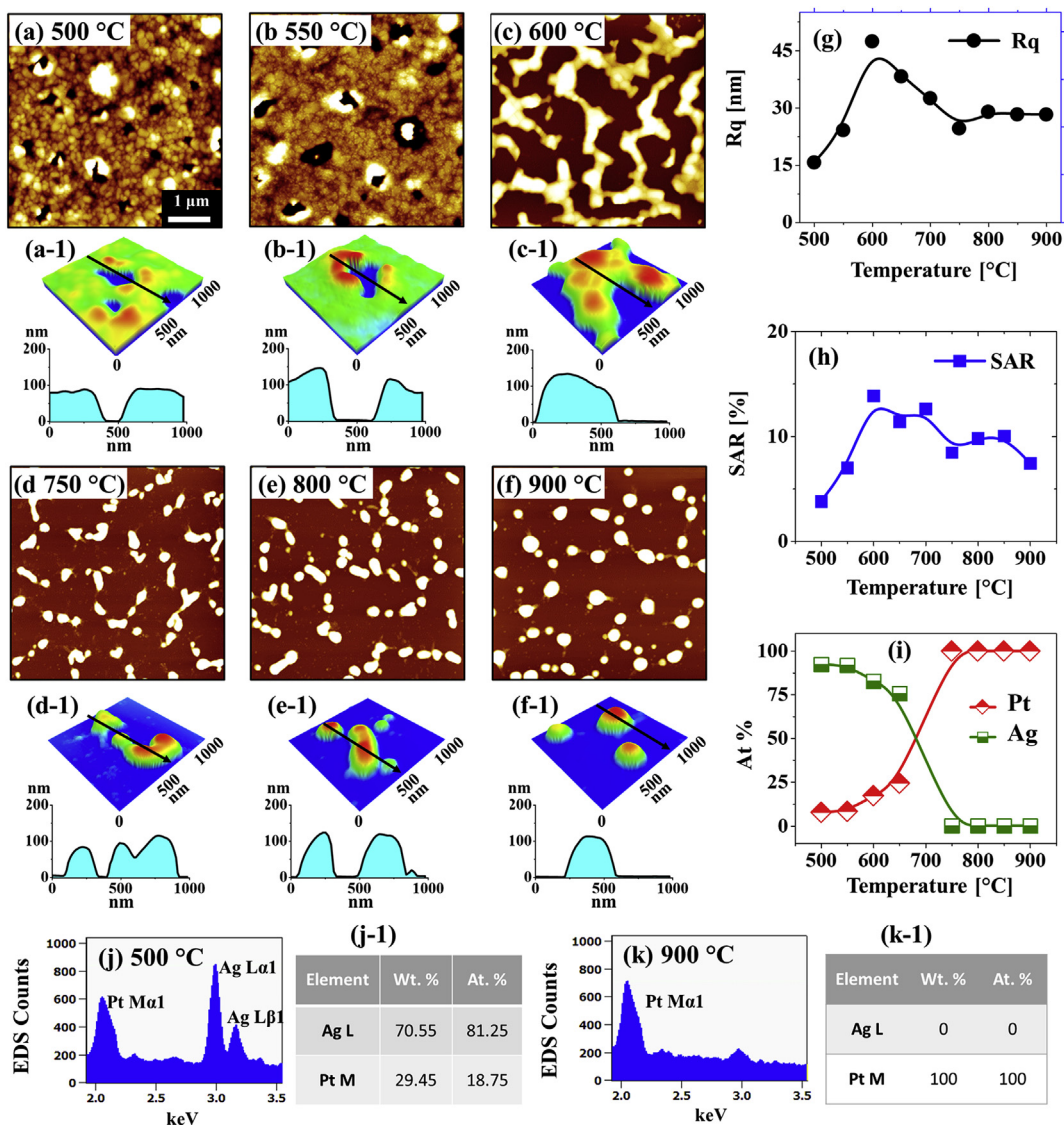 (a) 500 °C
1 µm
(b 550 °C)
(c) 600 °C
(g)
Rq
Rq [nm]
45
30
15
0
500 600 700 800 900
Temperature [°C]
(a-1)
1000
500
nm
0
nm
200
100
0
0 500 1000
nm
(b-1)
1000
500
nm
0
nm
200
100
0
0 500 1000
nm
(c-1)
1000
500
nm
0
nm
200
100
0
0 500 1000
nm
(h)
SAR
SAR [%]
20
10
0
500 600 700 800 900
Temperature [°C]
(d 750 °C)
(e) 800 °C
(f) 900 °C
(d-1)
1000
500
nm
0
nm
200
100
0
0 500 1000
nm
(e-1)
1000
500
nm
0
nm
200
100
0
0 500 1000
nm
(f-1)
1000
500
nm
0
nm
200
100
0
0 500 1000
nm
(i)
Pt
Ag
At %
100
75
50
25
0
500 600 700 800 900
Temperature [°C]
(j) 500 °C
Pt Mα1
Ag Lα1
Ag Lβ1
EDS Counts
1000
800
600
400
200
0
2.0 2.5 3.0 3.5
keV
(j-1)
Element Wt. % At. %
Ag L 70.55 81.25
Pt M 29.45 18.75
(k) 900 °C
Pt Mα1
EDS Counts
1000
800
600
400
200
0
2.0 2.5 3.0 3.5
keV
(k-1)
Element Wt. % At. %
Ag L 0 0
Pt M 100 100